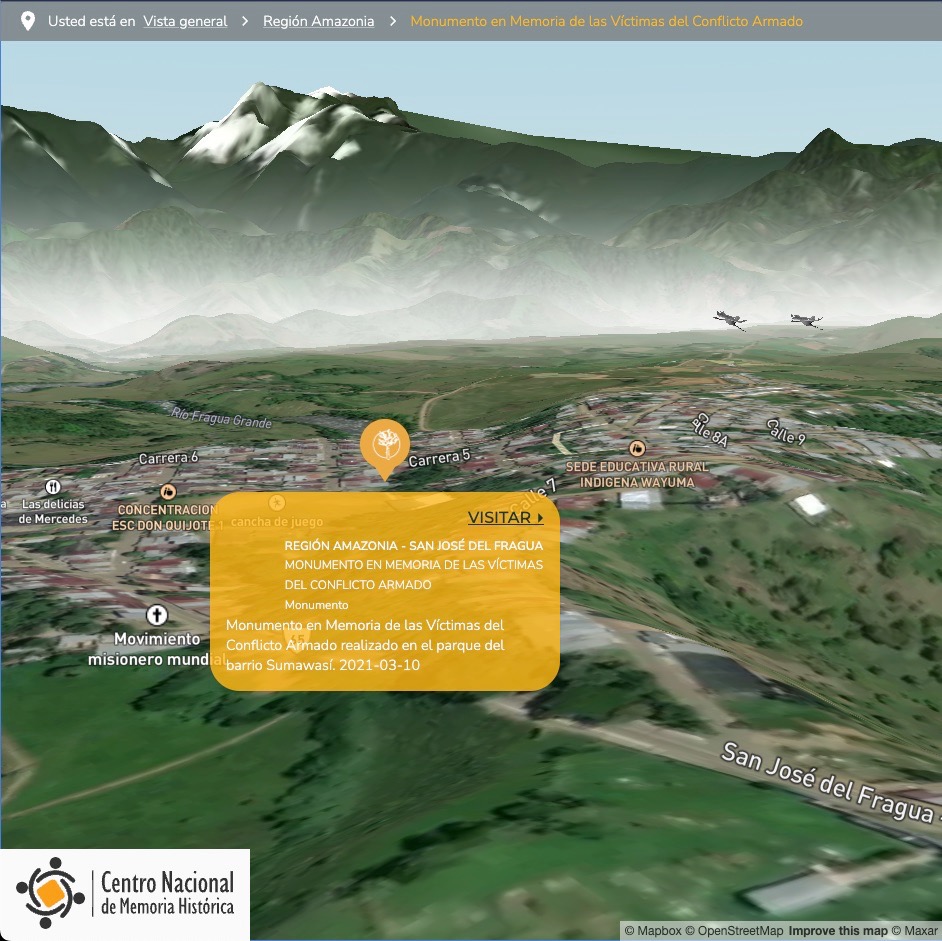 Usted está en Vista general > Región Amazonia > Monumento en Memoria de las Víctimas del Conflicto Armado
Río Fragua Grande
Carrera 6
Carrera 5
Calle 8A
Calle 9
SEDE EDUCATIVA RURAL
INDIGENA WAYUMA
Calle 7
Las delicias
de Mercedes
CONCENTRACION
ESC DON QUIJOTE 1
cancha de juego
VISITAR
REGIÓN AMAZONIA - SAN JOSÉ DEL FRAGUA
MONUMENTO EN MEMORIA DE LAS VÍCTIMAS
DEL CONFLICTO ARMADO
Monumento
Monumento en Memoria de las Víctimas del
Conflicto Armado realizado en el parque del
barrio Sumawasí. 2021-03-10
65
Movimiento
misionero mundial
San José del Fragua
Centro Nacional
de Memoria Histórica
© Mapbox © OpenStreetMap Improve this map © Maxar